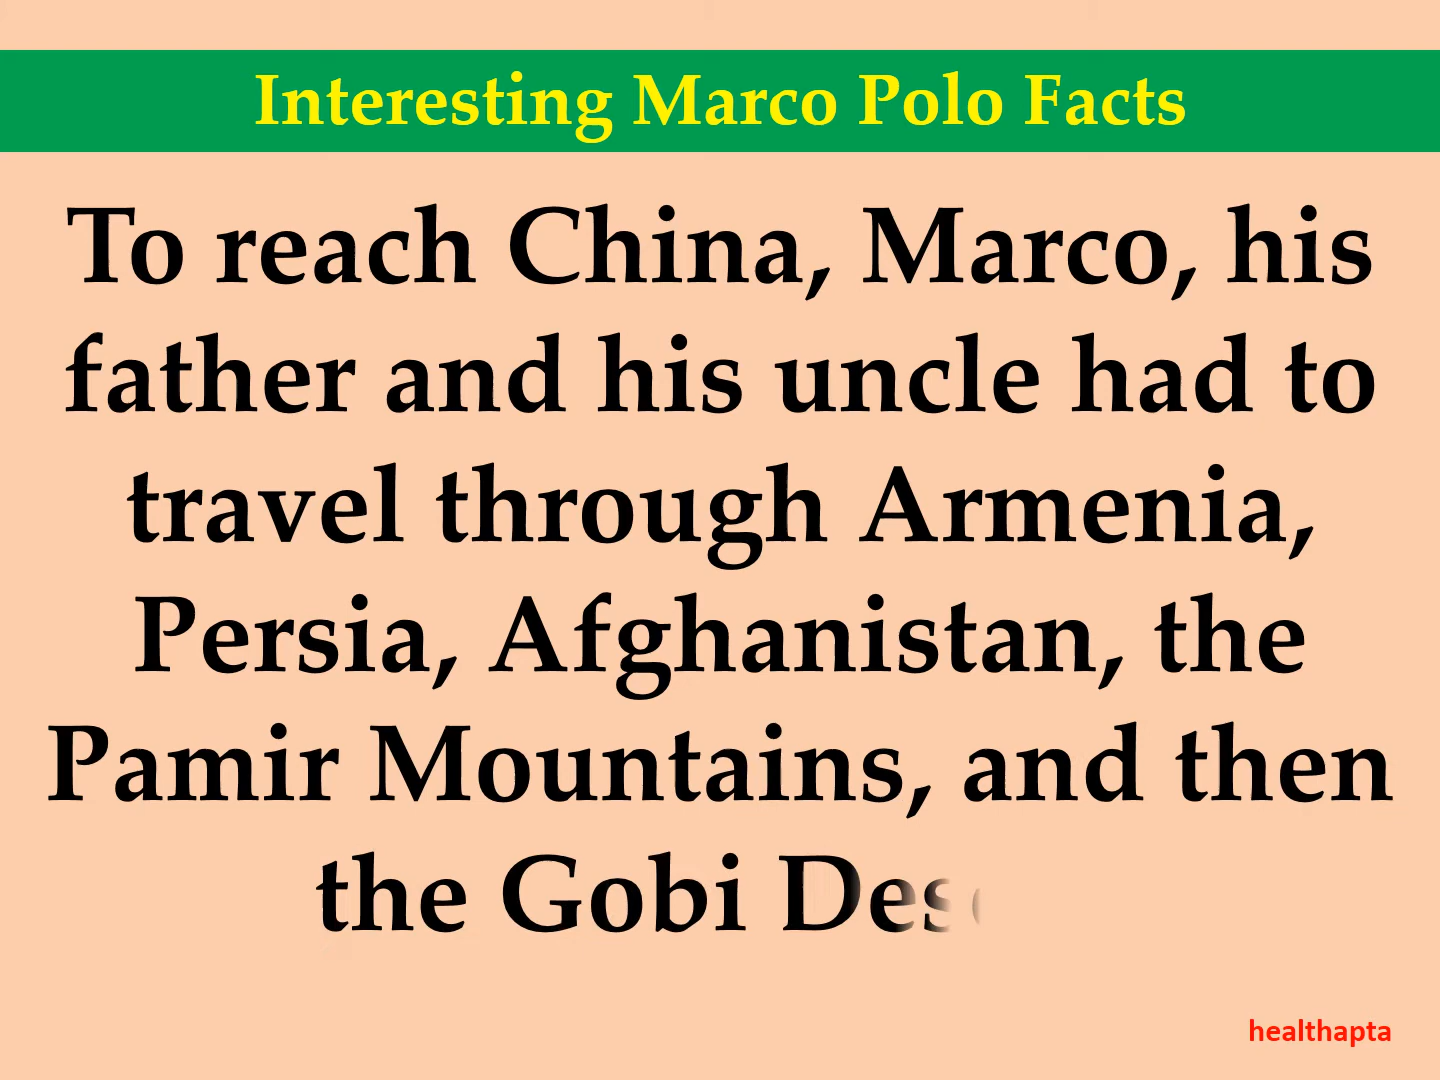 Interesting Marco Polo Facts
To reach China, Marco, his
father and his uncle had to
travel through Armenia,
Persia, Afghanistan, the
Pamir Mountains, and then
the Gobi
healthapta